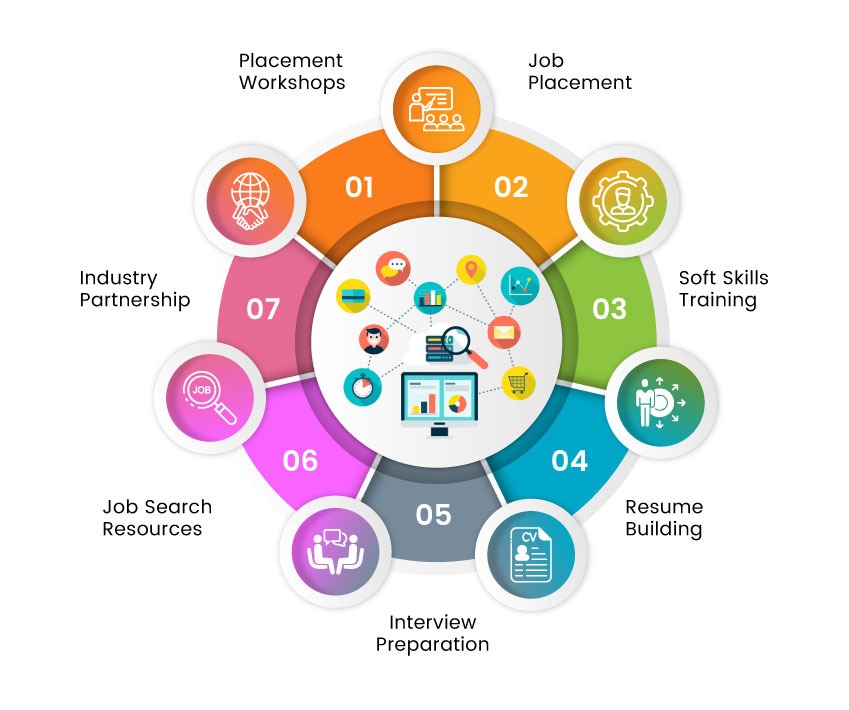 Placement
Workshops
Job
Placement
01
02
Industry
Partnership
Soft Skills
Training
07
03
JOB
06
04
Job Search
Resources
05
Resume
Building
CV
Interview
Preparation